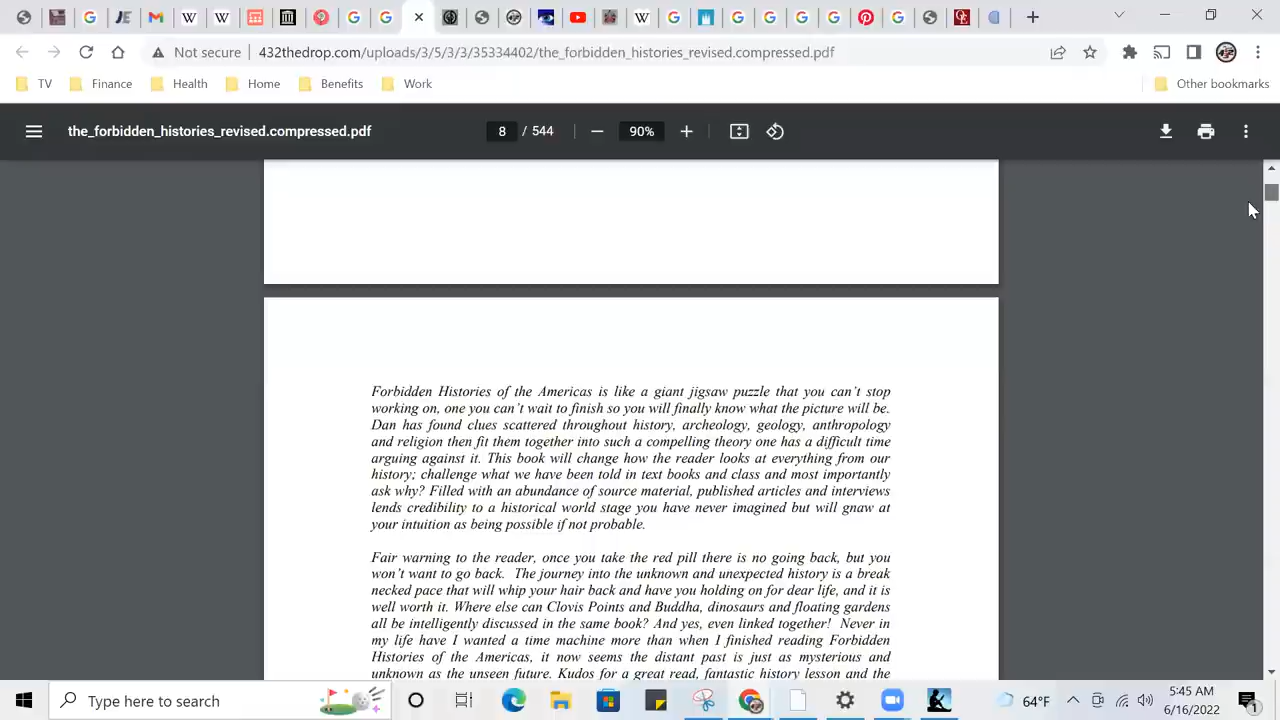 Not secure
432thedrop.com/uploads/3/5/3/3/35334402/the_forbidden_histories_revised.compressed.pdf
TV
Finance
Health
Home
Benefits
Work
Other bookmarks
the_forbidden_histories_revised.compressed.pdf
8 / 544
90%
Forbidden Histories of the Americas is like a giant jigsaw puzzle that you can't stop
working on, one you can't wait to finish so you will finally know what the picture will be.
Dan has found clues scattered throughout history, archeology, geology, anthropology
and religion then fit them together into such a compelling theory one has a difficult time
arguing against it. This book will change how the reader looks at everything from our
history; challenge what we have been told in text books and class and most importantly
ask why? Filled with an abundance of source material, published articles and interviews
lends credibility to a historical world stage you have never imagined but will gnaw at
your intuition as being possible if not probable.
Fair warning to the reader, once you take the red pill there is no going back, but you
won't want to go back. The journey into the unknown and unexpected history is a break
necked pace that will whip your hair back and have you holding on for dear life, and it is
well worth it. Where else can Clovis Points and Buddha, dinosaurs and floating gardens
all be intelligently discussed in the same book? And yes, even linked together! Never in
my life have I wanted a time machine more than when I finished reading Forbidden
Histories of the Americas, it now seems the distant past is just as mysterious and
unknown as the unseen future. Kudos for a great read, fantastic history lesson and the
Type here to search
64°F
5:45 AM
6/16/2022
1